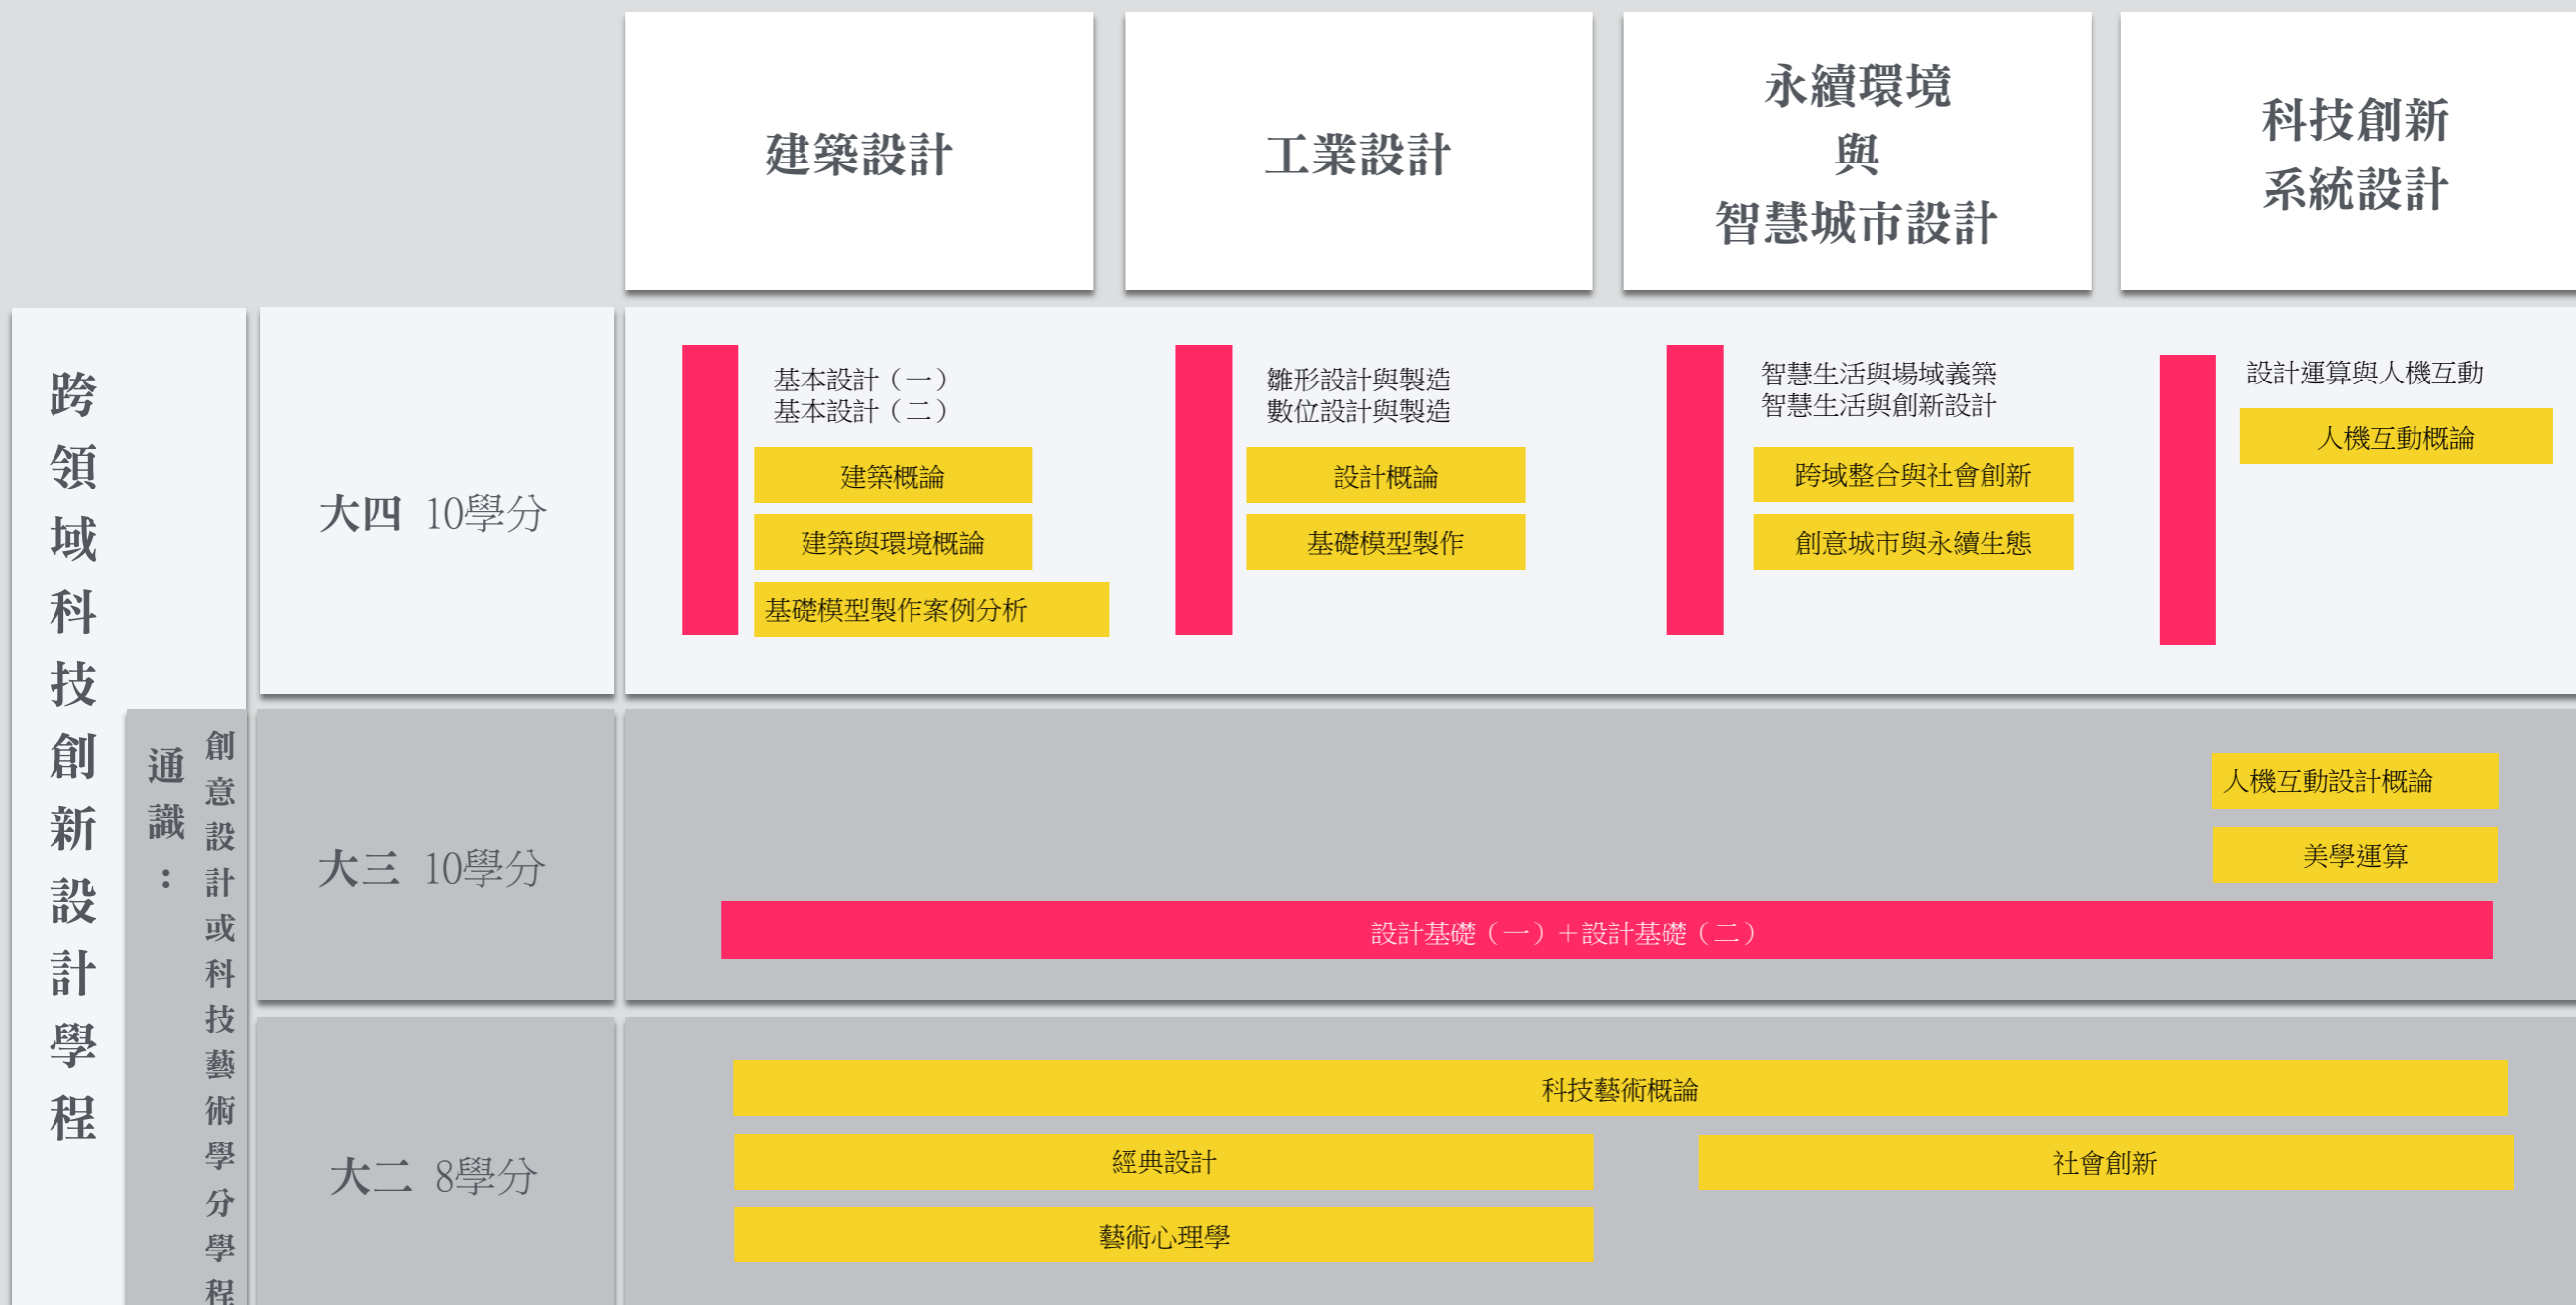 建築設計
工業設計
永續環境
與
智慧城市設計
科技創新
系統設計
跨領域科技創新設計學程
通識：
創意設計或科技藝術學分學程
大四 10學分
基本設計（一）
基本設計（二）
建築概論
建築與環境概論
基礎模型製作案例分析
雛形設計與製造
數位設計與製造
設計概論
基礎模型製作
智慧生活與場域義築
智慧生活與創新設計
跨域整合與社會創新
創意城市與永續生態
設計運算與人機互動
人機互動概論
大三 10學分
人機互動設計概論
美學運算
設計基礎（一）＋設計基礎（二）
大二 8學分
科技藝術概論
經典設計
社會創新
藝術心理學